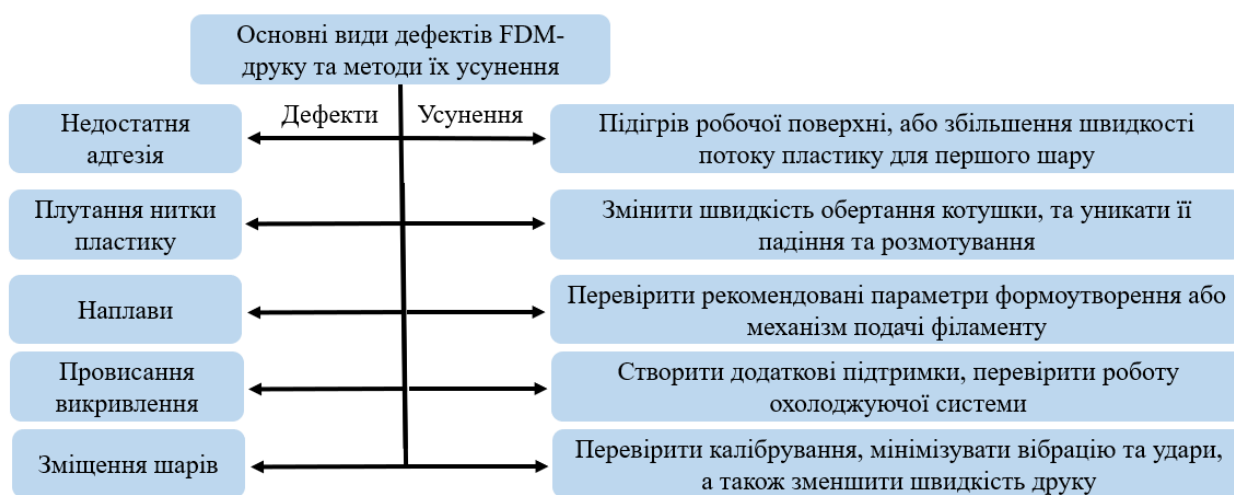 Основні види дефектів FDM-
друку та методи їх усунення
Дефекти
Усунення
Недостатня
адгезія
Підігрів робочої поверхні, або збільшення швидкості
потоку пластику для першого шару
Плутання нитки
пластику
Змінити швидкість обертання котушки, та уникати її
падіння та розмотування
Наплави
Перевірити рекомендовані параметри формоутворення або
механізм подачі філаменту
Провисання
викривлення
Створити додаткові підтримки, перевірити роботу
охолоджуючої системи
Зміщення шарів
Перевірити калібрування, мінімізувати вібрацію та удари,
а також зменшити швидкість друку